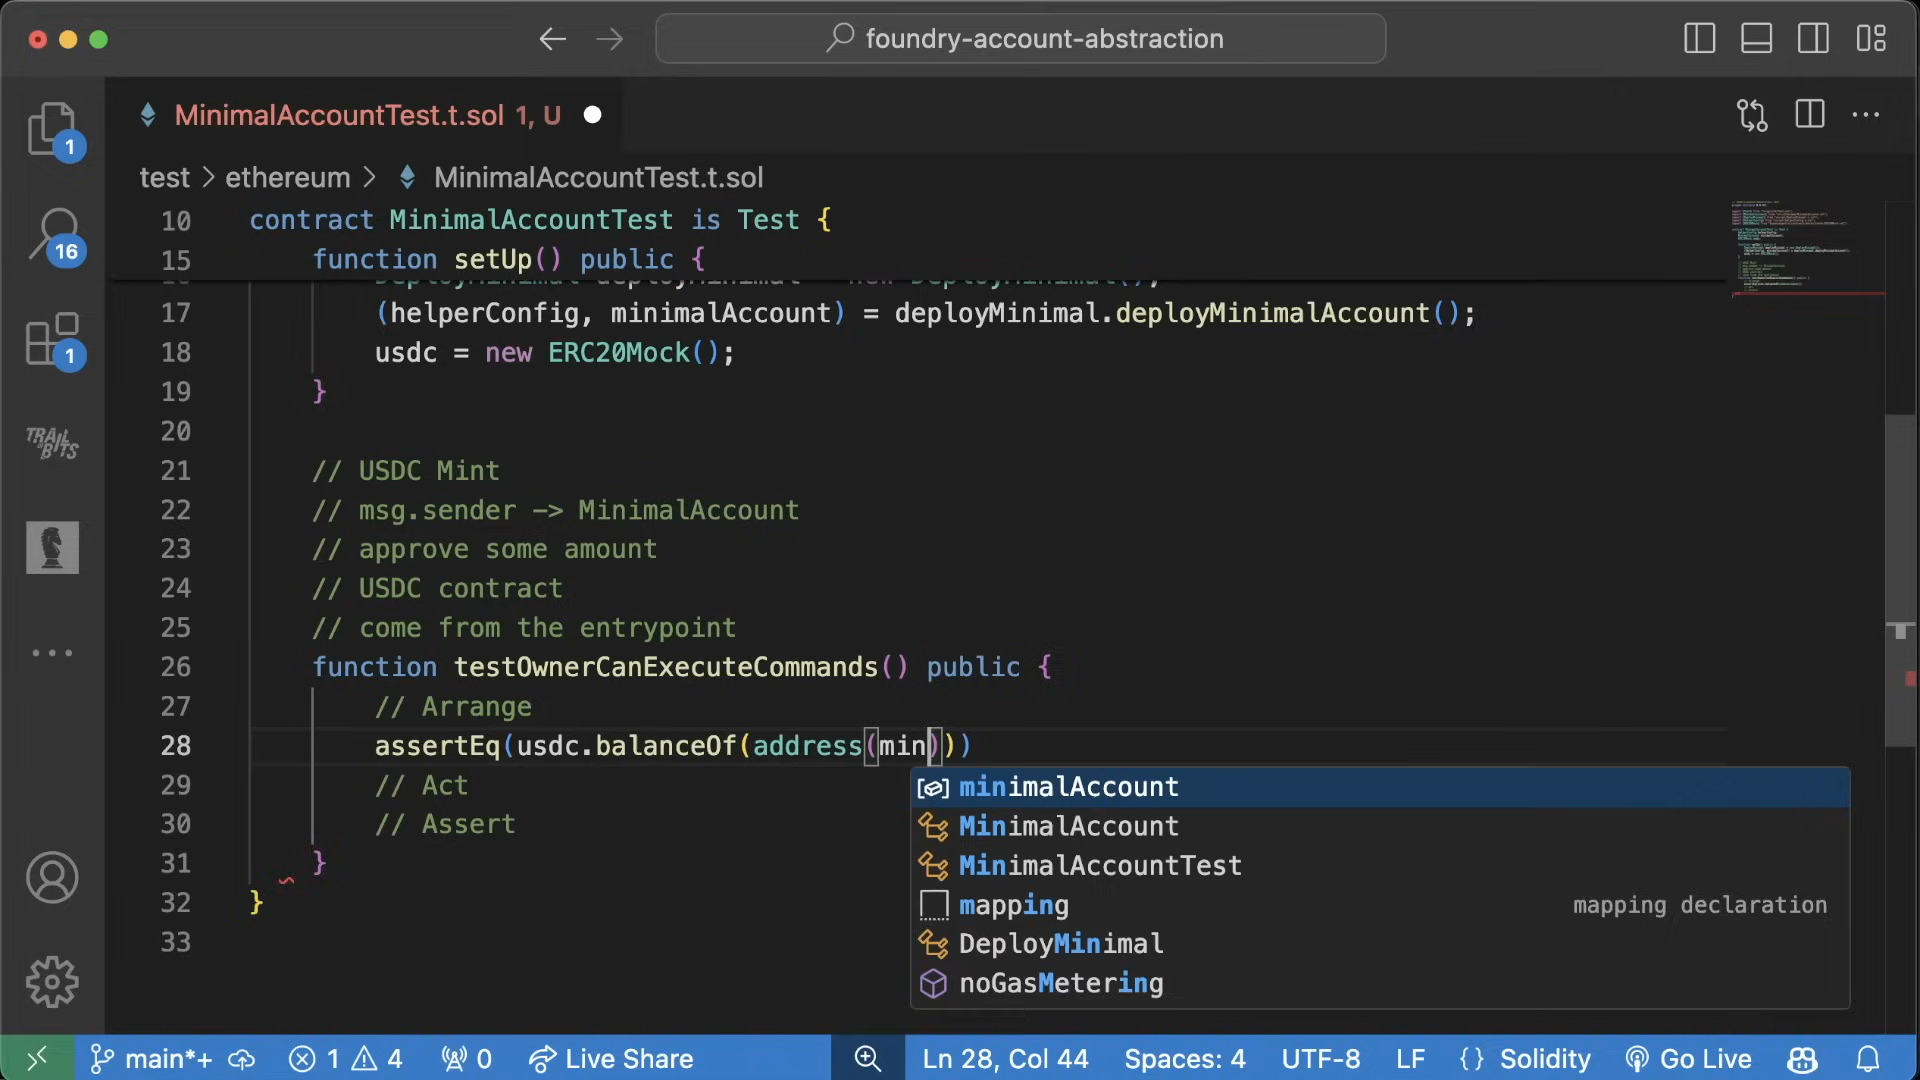 foundry-account-abstraction
MinimalAccountTest.t.sol 1, U
test > ethereum > MinimalAccountTest.t.sol
10 contract MinimalAccountTest is Test {
15 function setUp() public {
17 (helperConfig, minimalAccount) = deployMinimal.deployMinimalAccount();
18 usdc = new ERC20Mock();
19 }
20
21 // USDC Mint
22 // msg.sender -> MinimalAccount
23 // approve some amount
24 // USDC contract
25 // come from the entrypoint
26 function testOwnerCanExecuteCommands() public {
27 // Arrange
28 assertEq(usdc.balanceOf(address(min)))
29 // Act
30 // Assert
31 }
32 }
33
minimalAccount
MinimalAccount
MinimalAccountTest
mapping mapping declaration
DeployMinimal
noGasMetering
1
16
1
TRAIL OF BITS
main*+ 1 4 0 Live Share Ln 28, Col 44 Spaces: 4 UTF-8 LF {} Solidity Go Live